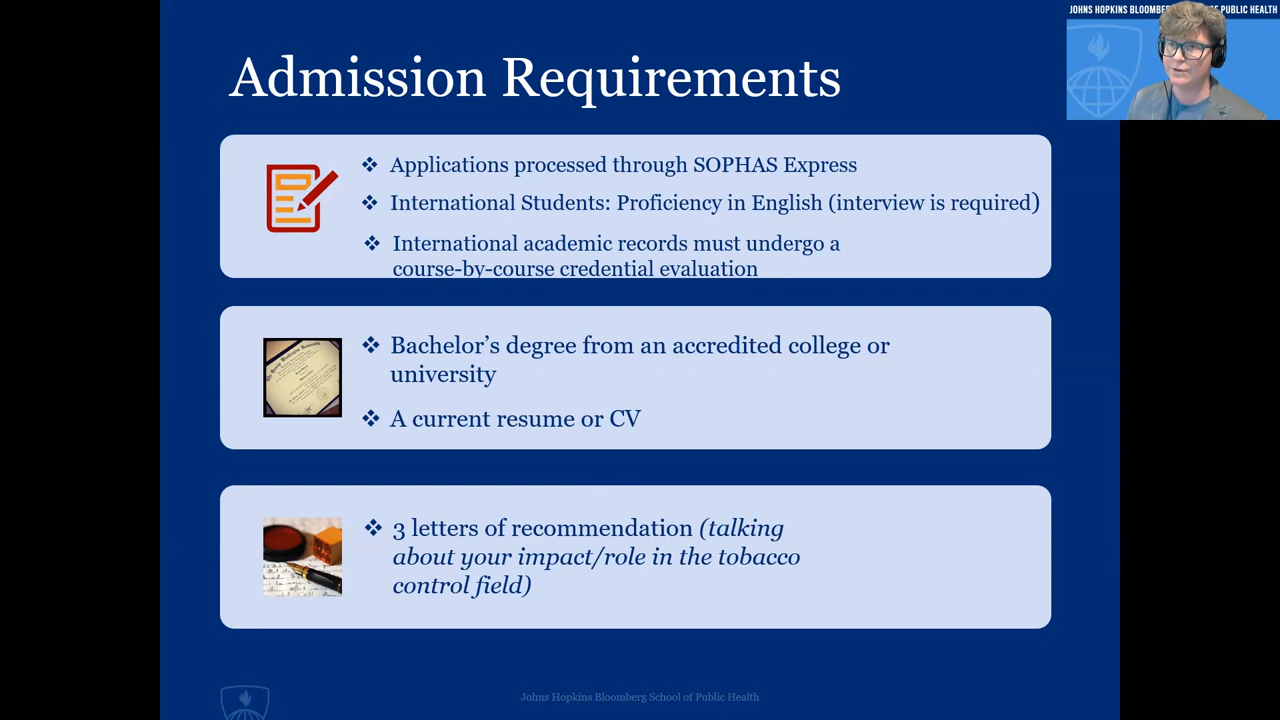 JOHNS HOPKINS BLOOMBERG OF PUBLIC HEALTH
Admission Requirements
❖ Applications processed through SOPHAS Express
❖ International Students: Proficiency in English (interview is required)
❖ International academic records must undergo a
course-by-course credential evaluation
❖ Bachelor’s degree from an accredited college or
university
❖ A current resume or CV
❖ 3 letters of recommendation (talking
about your impact/role in the tobacco
control field)
Johns Hopkins Bloomberg School of Public Health